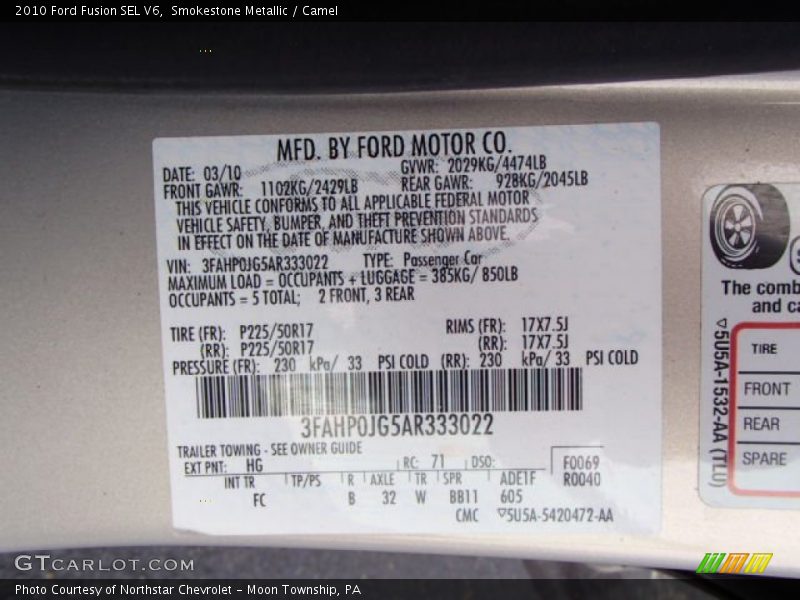 2010 Ford Fusion SEL V6,  Smokestone Metallic / Camel
MFD. BY FORD MOTOR CO.
DATE: 03/10 GVWR: 2029KG/4474LB
FRONT GAWR: 1102KG/2429LB REAR GAWR: 928KG/2045LB
THIS VEHICLE CONFORMS TO ALL APPLICABLE FEDERAL MOTOR
VEHICLE SAFETY, BUMPER, AND THEFT PREVENTION STANDARDS
IN EFFECT ON THE DATE OF MANUFACTURE SHOWN ABOVE.
VIN: 3FAHP0JG5AR333022 TYPE: Passenger Car
MAXIMUM LOAD = OCCUPANTS + LUGGAGE = 385KG/ 850LB
OCCUPANTS = 5 TOTAL; 2 FRONT, 3 REAR
TIRE (FR): P225/50R17 RIMS (FR): 17X7.5J
(RR): P225/50R17 (RR): 17X7.5J
PRESSURE (FR): 230 kPa/ 33 PSI COLD (RR): 230 kPa/ 33 PSI COLD
3FAHP0JG5AR333022
TRAILER TOWING - SEE OWNER GUIDE
EXT PNT: HG RC: 71 DSO: F0069
INT TR TP/PS R AXLE TR SPR ADE1F R0040
FC B 32 W BB11 605
CMC ▽5U5A-5420472-AA
The comb
and ca
TIRE
FRONT
REAR
SPARE
▽5U5A-1532-AA (TLU)
GTCARLOT.COM
Photo Courtesy of Northstar Chevrolet - Moon Township, PA